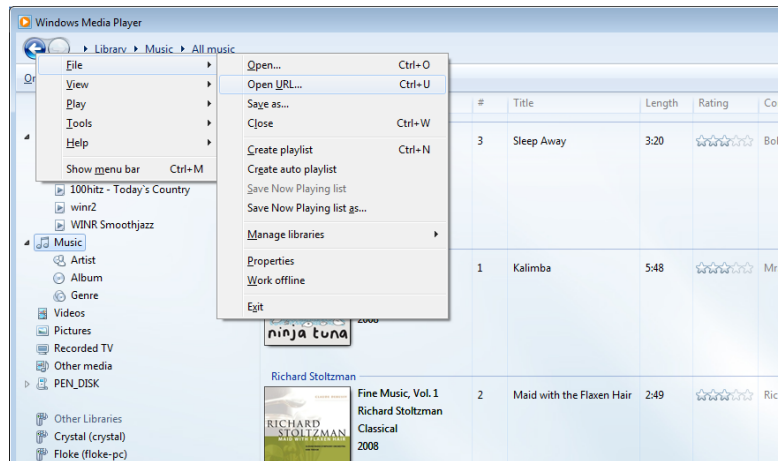 Windows Media Player
Library Music All music
Or
File
View
Play
Tools
Help
Show menu bar Ctrl+M
Open... Ctrl+O
Open URL... Ctrl+U
Save as...
Close Ctrl+W
Create playlist Ctrl+N
Create auto playlist
Save Now Playing list
Save Now Playing list as...
Manage libraries
Properties
Work offline
Exit
# Title Length Rating Co
3 Sleep Away 3:20 Bol
1 Kalimba 5:48 Mr
100hitz - Today`s Country
winr2
WINR Smoothjazz
Music
Artist
Album
Genre
Videos
Pictures
Recorded TV
Other media
PEN_DISK
Other Libraries
Crystal (crystal)
Floke (floke-pc)
2008
ninja tuna
Richard Stoltzman
RICHARD
STOLTZMAN
MAID WITH THE FLAXEN HAIR
Fine Music, Vol. 1 2 Maid with the Flaxen Hair 2:49 Ric
Richard Stoltzman
Classical
2008